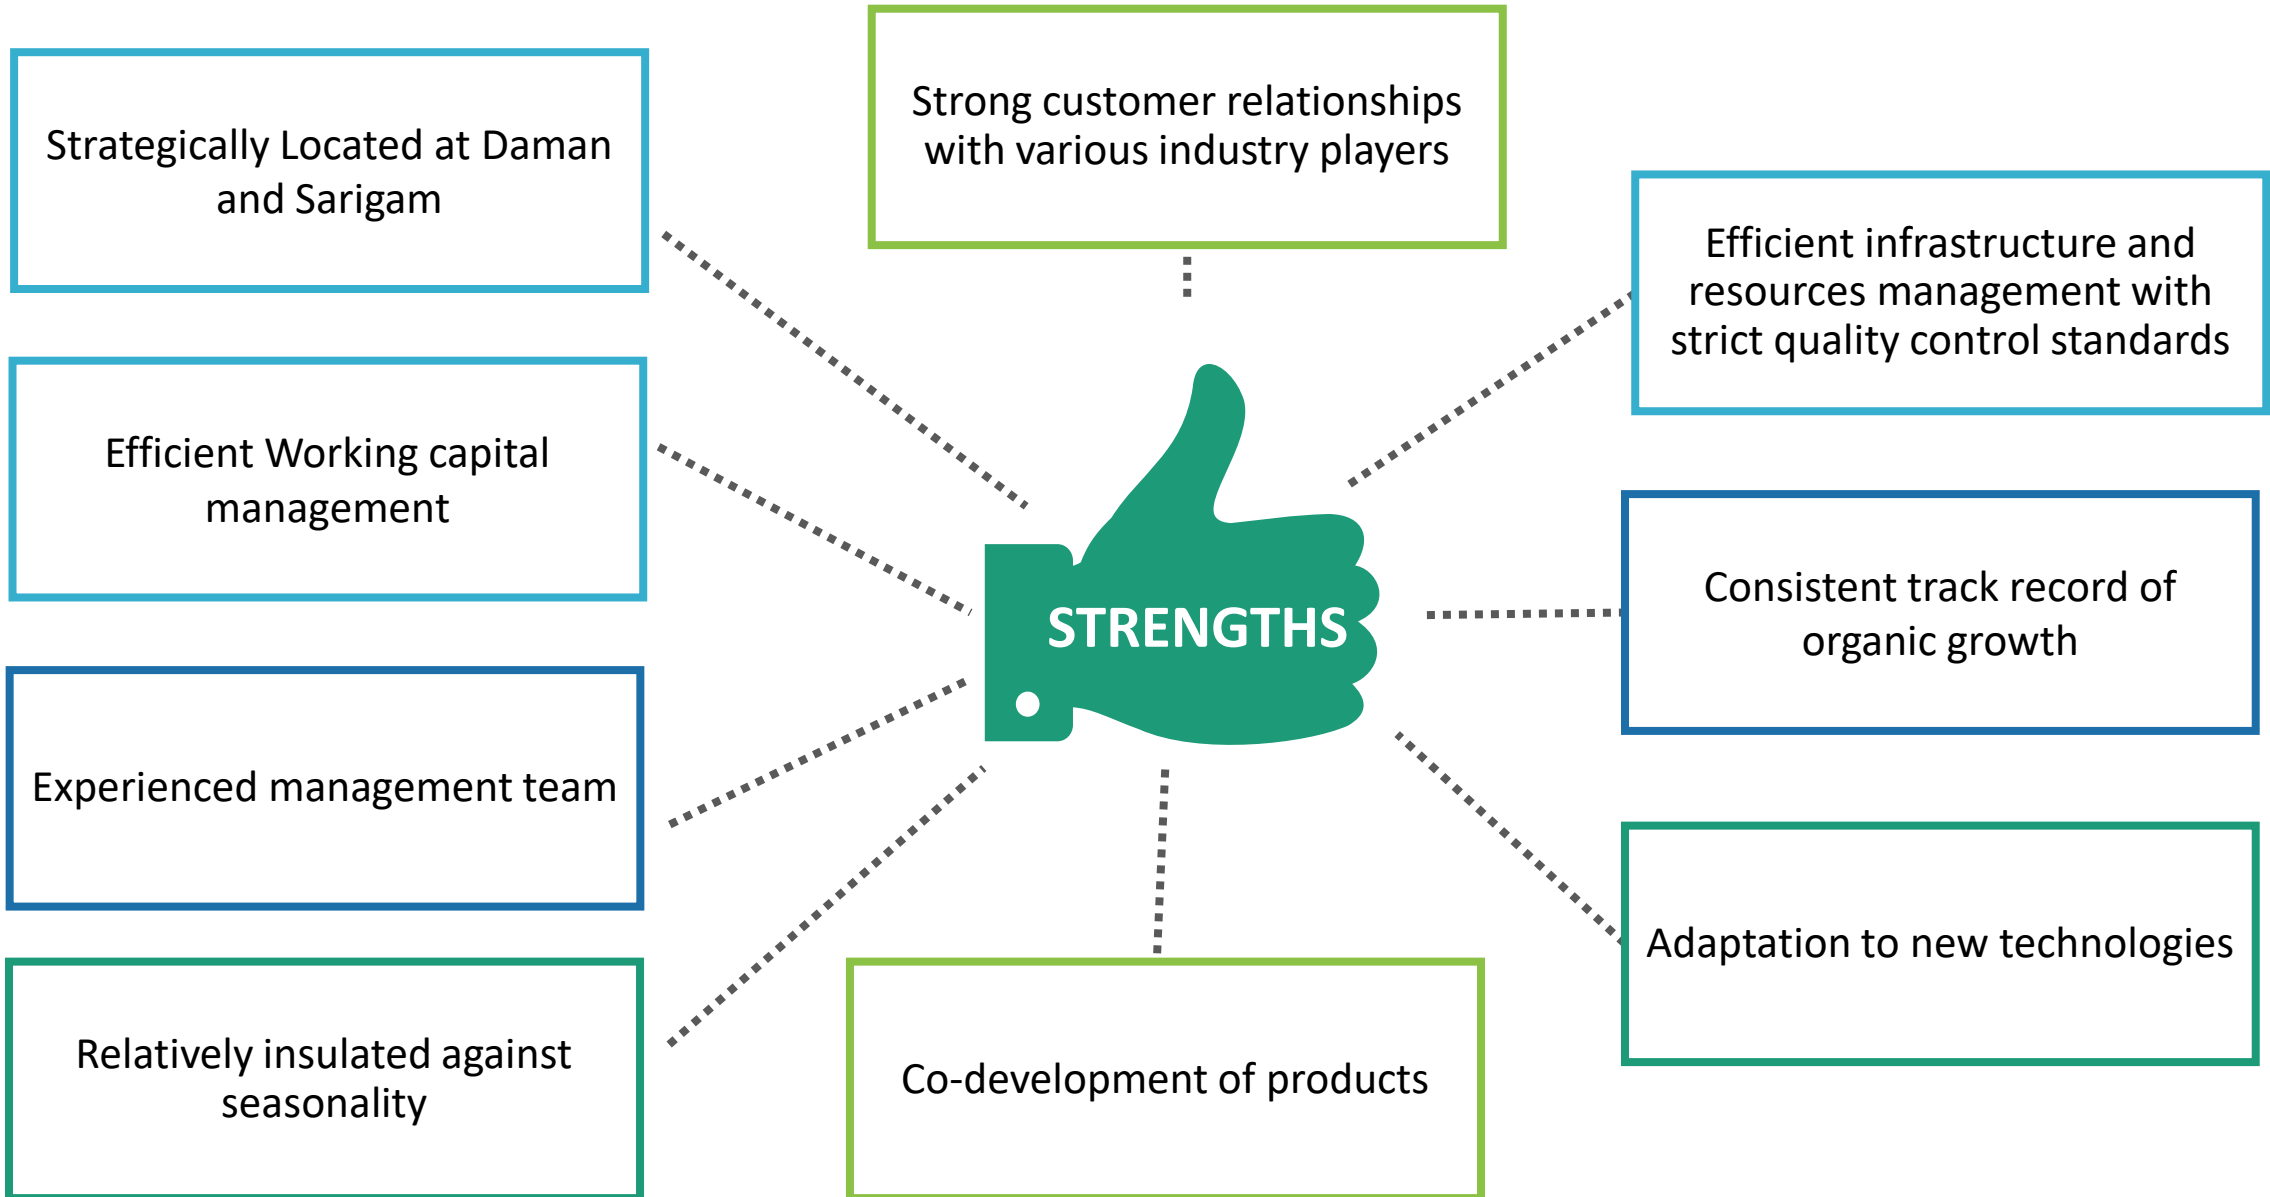 Strategically Located at Daman
and Sarigam
Strong customer relationships
with various industry players
Efficient infrastructure and
resources management with
strict quality control standards
Efficient Working capital
management
STRENGTHS
Consistent track record of
organic growth
Experienced management team
Adaptation to new technologies
Relatively insulated against
seasonality
Co-development of products